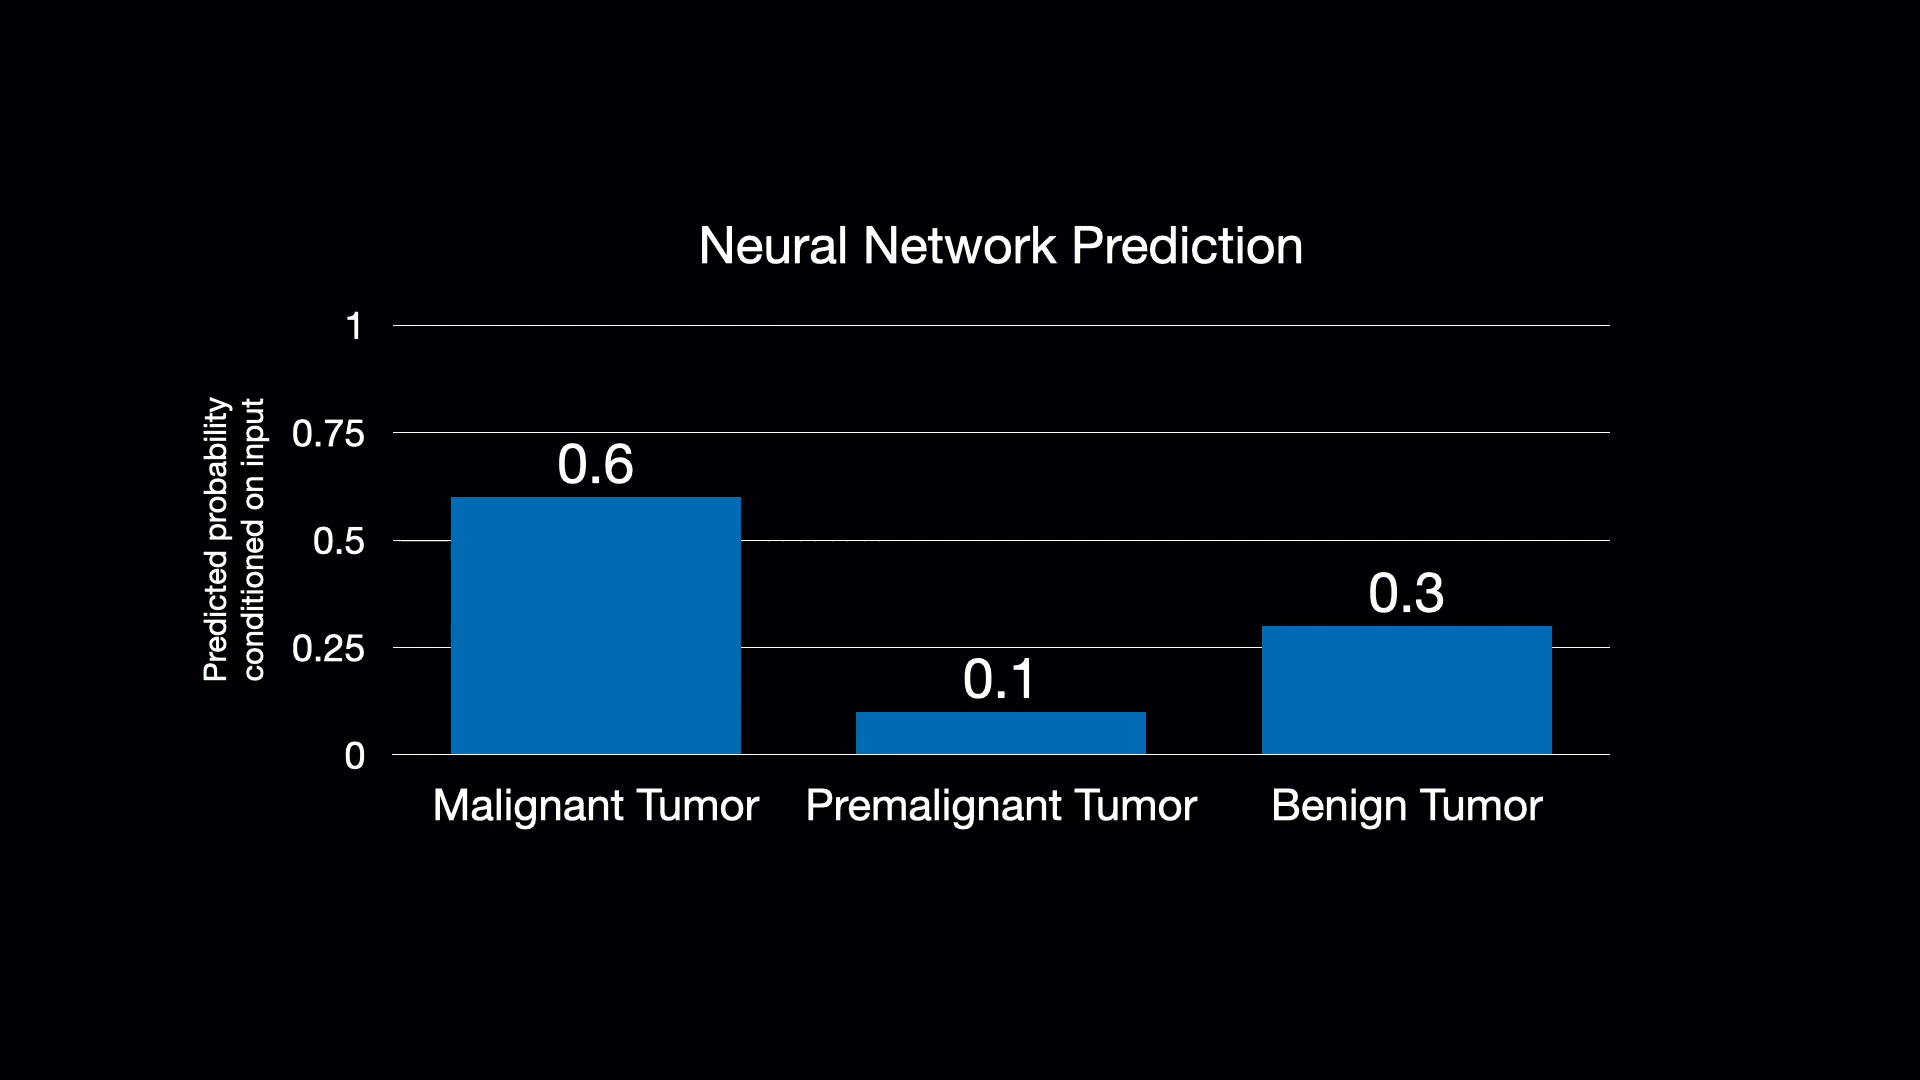 Neural Network Prediction
Predicted probability
conditioned on input
1
0.75
0.5
0.25
0
0.6
0.1
0.3
Malignant Tumor
Premalignant Tumor
Benign Tumor